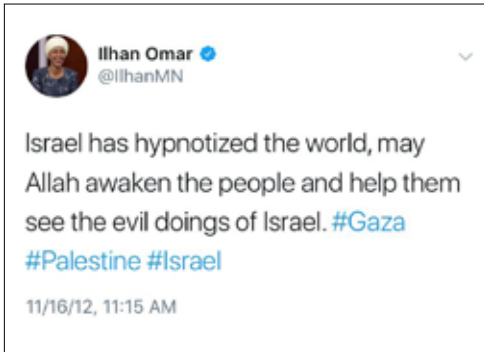 Ilhan Omar
@IlhanMN
Israel has hypnotized the world, may
Allah awaken the people and help them
see the evil doings of Israel. #Gaza
#Palestine #Israel
11/16/12, 11:15 AM